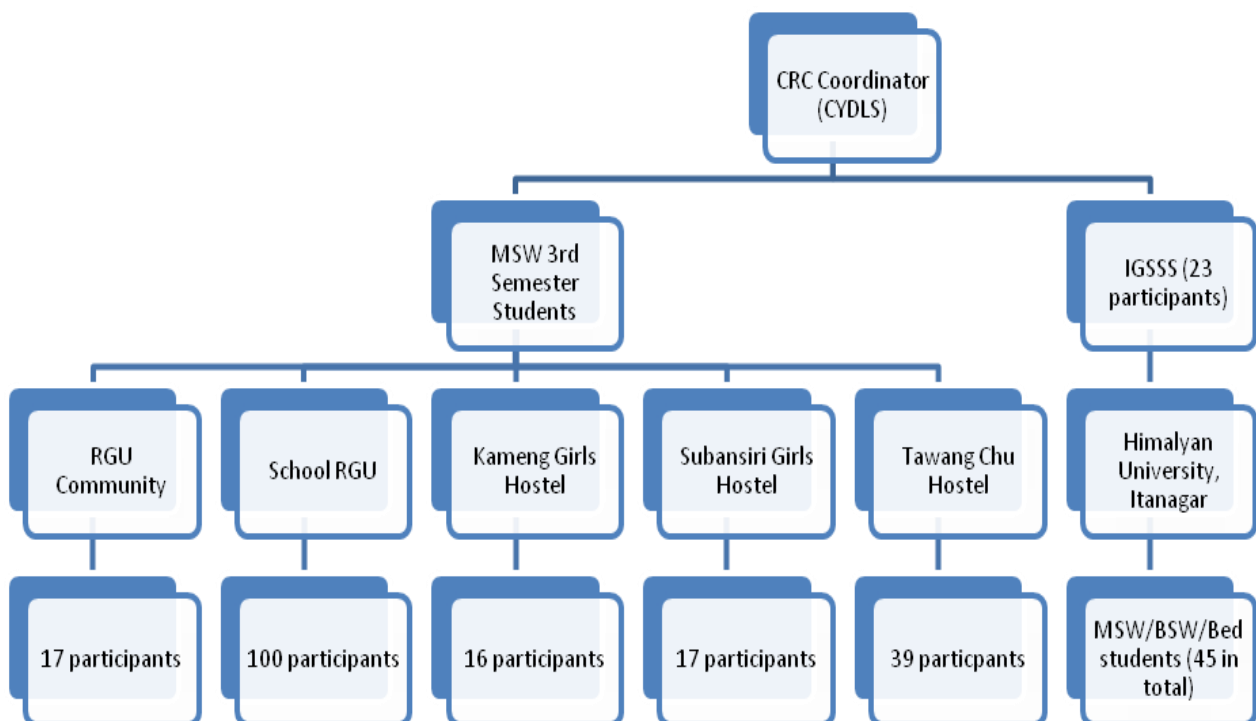 CRC Coordinator
(CYDLS)
MSW 3rd
Semester
Students
IGSSS (23
participants)
RGU
Community
School RGU
Kameng Girls
Hostel
Subansiri Girls
Hostel
Tawang Chu
Hostel
Himalyan
University,
Itanagar
17 participants
100 participants
16 participants
17 participants
39 particpants
MSW/BSW/Bed
students (45 in
total)